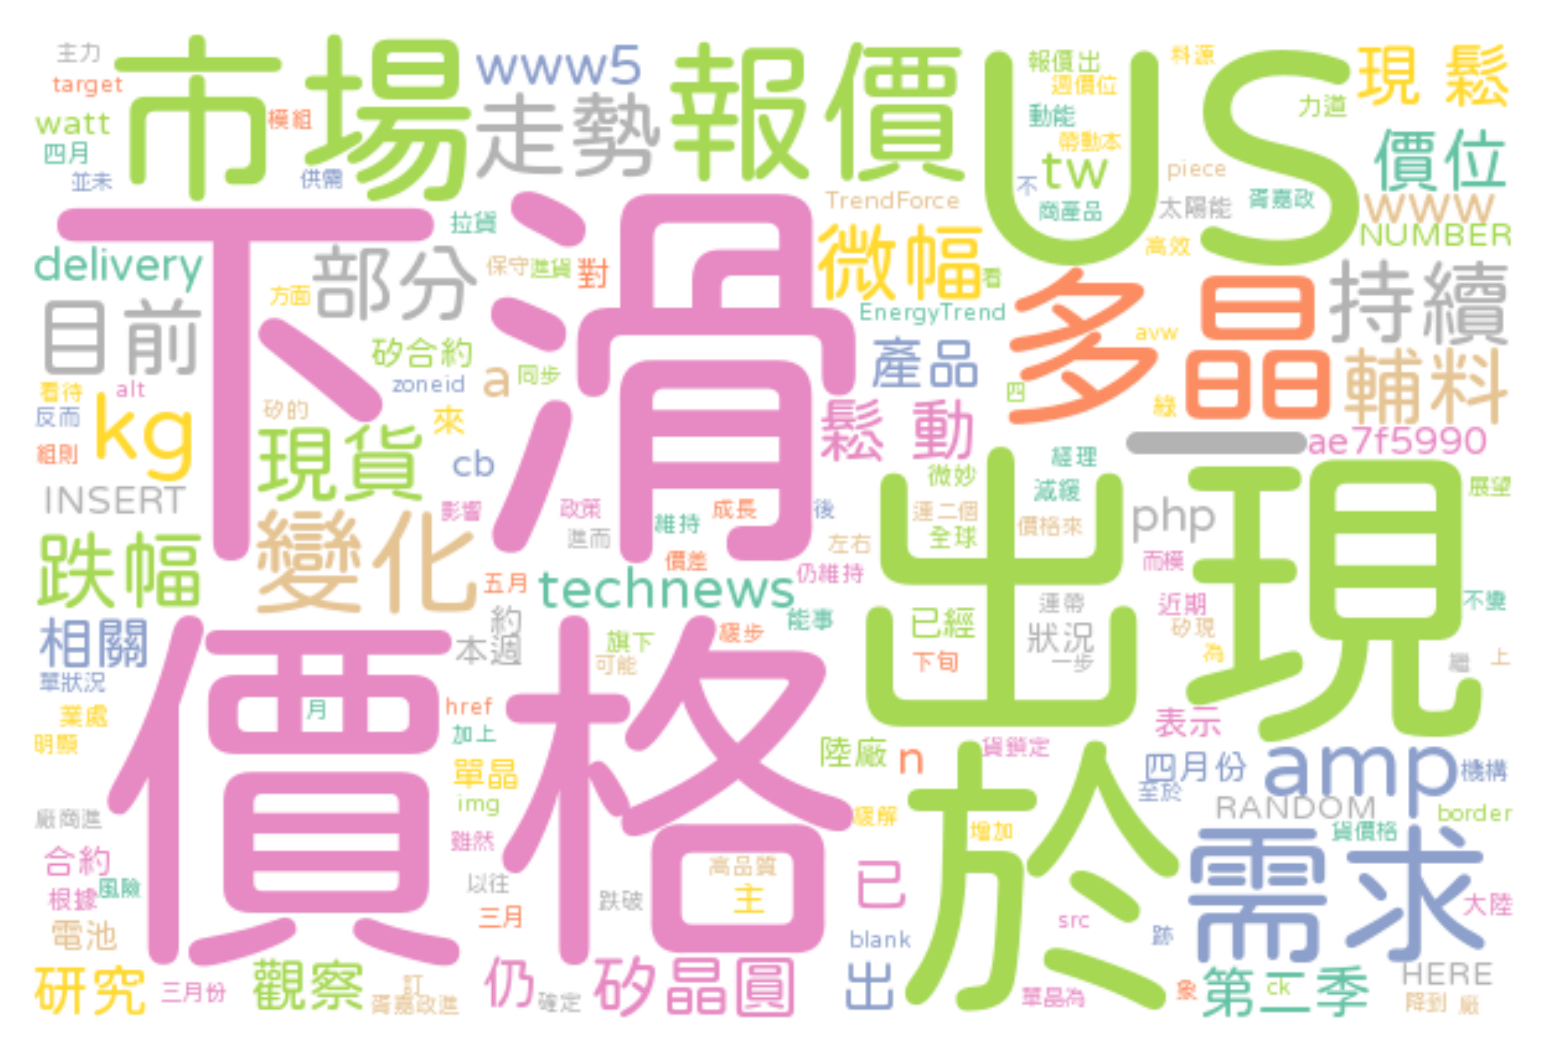 主力
target
市場
模組
www5
走勢
報價
US
報價出
週價位
動能
帶動本
料源
力道
現 鬆
watt
四月
並未
供需
tw
不
商產品
piece
太陽能
胥嘉政
價位
www
NUMBER
高效
下滑
拉貨
TrendForce
微幅
看
delivery
部分
方面
保守
進貨
對
EnergyTrend
多晶
avw
持續
目前
矽合約
zoneid
a
同步
產品
四
綠
輔料
看待
alt
反而
kg
組則
矽的
現貨
來
cb
鬆 動
ae7f5990
INSERT
影響
政策
進而
維持
成長
後
微妙
連二個
全球
經理
減緩
價格來
php
展望
出現
跌幅
變化
五月
technews
價差
左右
仍維持
而模
相關
約
本週
旗下
可能
緩步
能事
已經
下旬
連帶
狀況
一步
近期
矽現
為
不變
繼
上
單狀況
業處
明顯
價格
月
href
加上
單晶
img
雖然
陸廠
n
貨鎖定
表示
四月份
至於
amp
機構
廠商進
合約
根據
風險
緩解
於
增加
RANDOM
貨價格
border
以往
三月
跌破
高品質
主
已
blank
src
跡
需求
大陸
電池
研究
三月份
觀察
訂
胥嘉政進
仍
確定
矽晶圓
出
單晶為
象
第二季
ck
HERE
降到
廠